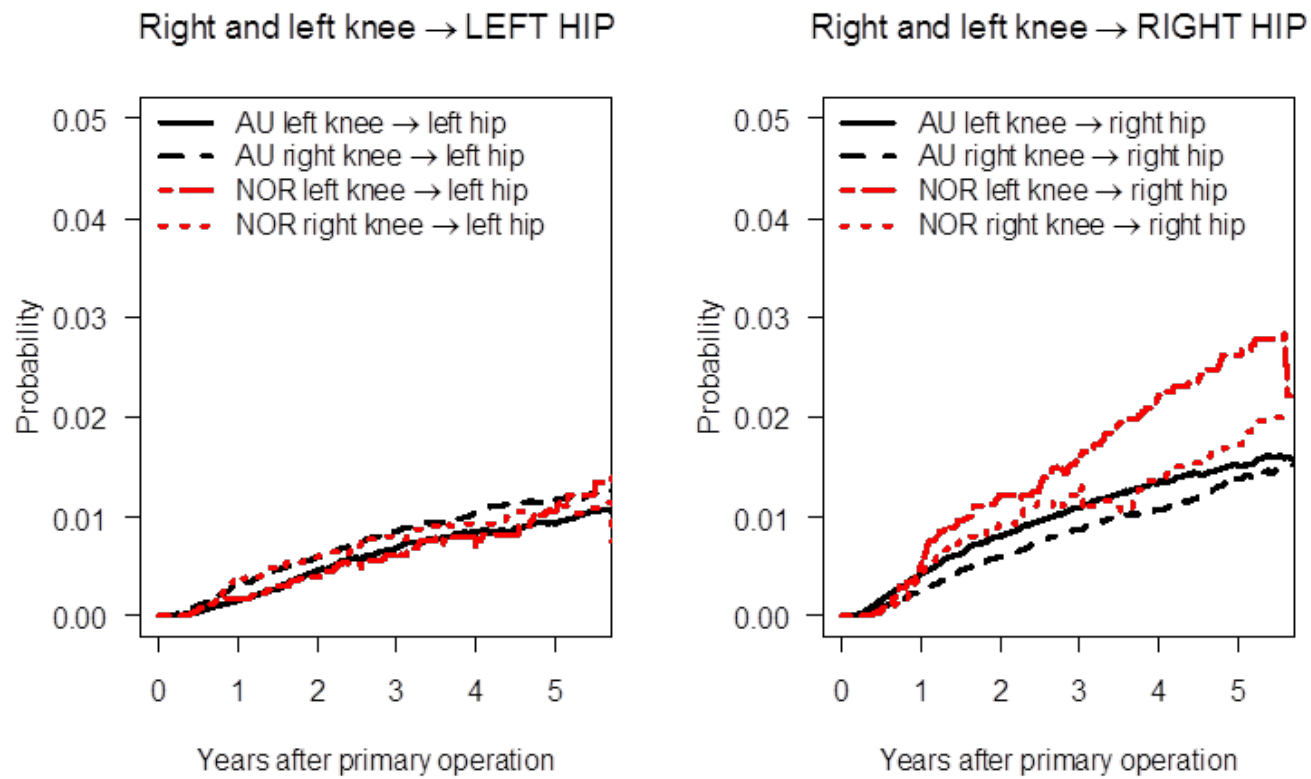 Right and left knee → LEFT HIP
0.05
0.04
0.03
0.02
0.01
0.00
Probability
AU left knee → left hip
AU right knee → left hip
NOR left knee → left hip
NOR right knee → left hip
0 1 2 3 4 5
Years after primary operation
Right and left knee → RIGHT HIP
0.05
0.04
0.03
0.02
0.01
0.00
Probability
AU left knee → right hip
AU right knee → right hip
NOR left knee → right hip
NOR right knee → right hip
0 1 2 3 4 5
Years after primary operation